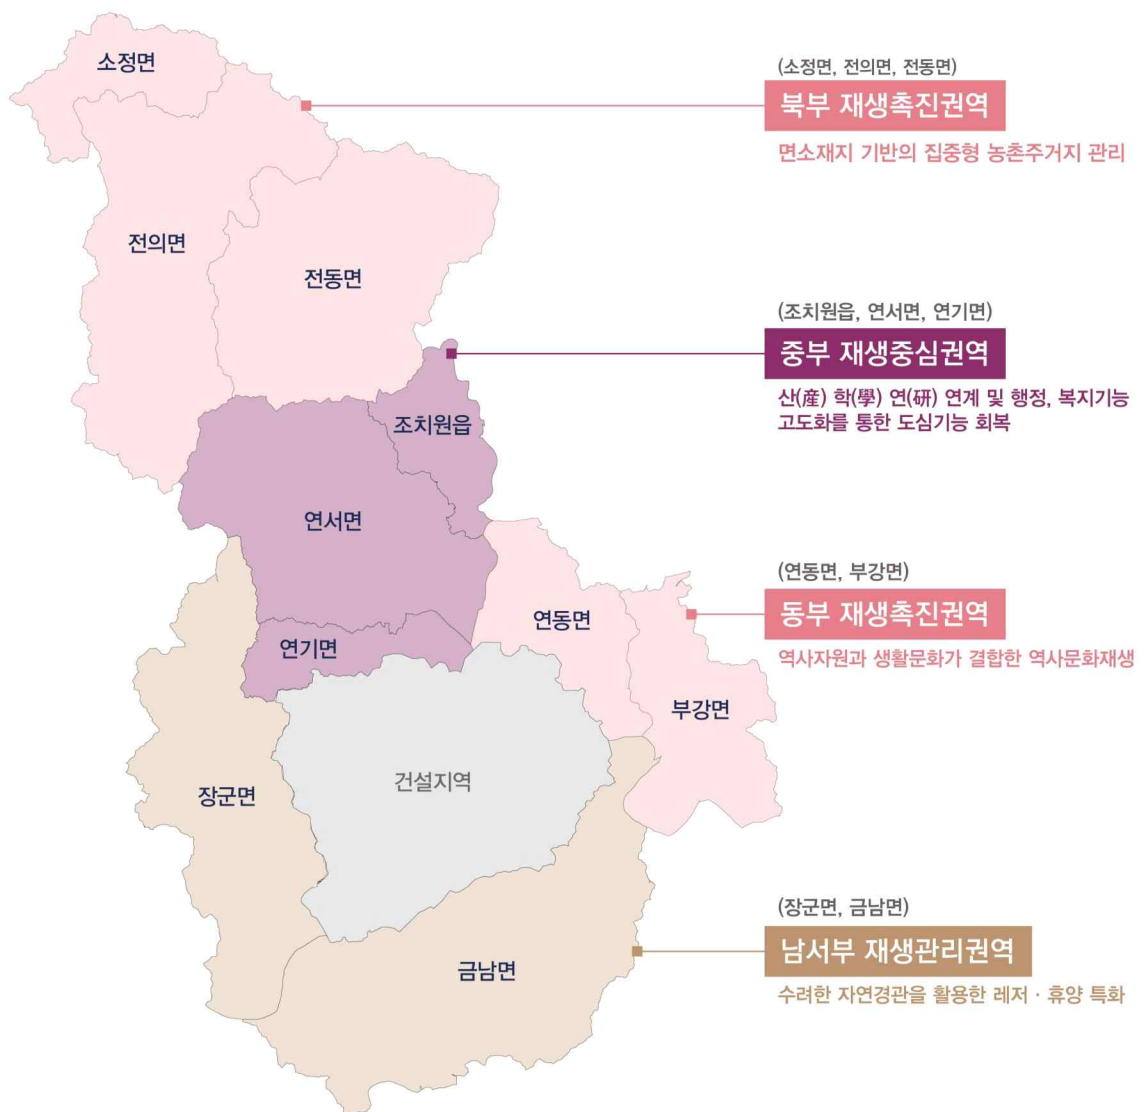 소정면
전의면
전동면
조치원읍
연서면
연기면
연동면
부강면
건설지역
장군면
금남면
(소정면, 전의면, 전동면)
북부 재생촉진권역
면소재지 기반의 집중형 농촌주거지 관리
(조치원읍, 연서면, 연기면)
중부 재생중심권역
산(産) 학(學) 연(硏) 연계 및 행정, 복지기능
고도화를 통한 도심기능 회복
(연동면, 부강면)
동부 재생촉진권역
역사자원과 생활문화가 결합한 역사문화재생
(장군면, 금남면)
남서부 재생관리권역
수려한 자연경관을 활용한 레저 · 휴양 특화